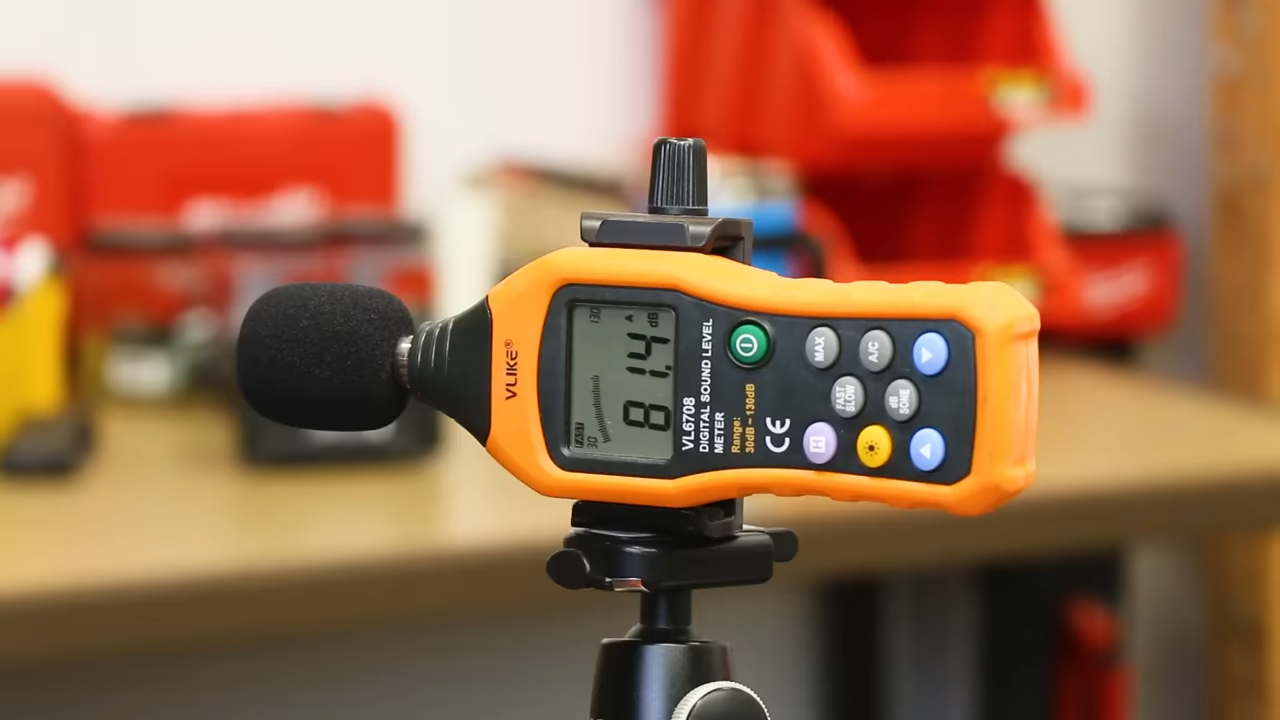 VLIKE®
130
dB
81.4
FAST
30
VL6708
DIGITAL SOUND LEVEL
METER
Range:
30dB ~ 130dB
CE
MAX
A/C
FAST
SLOW
dB
SONE
H